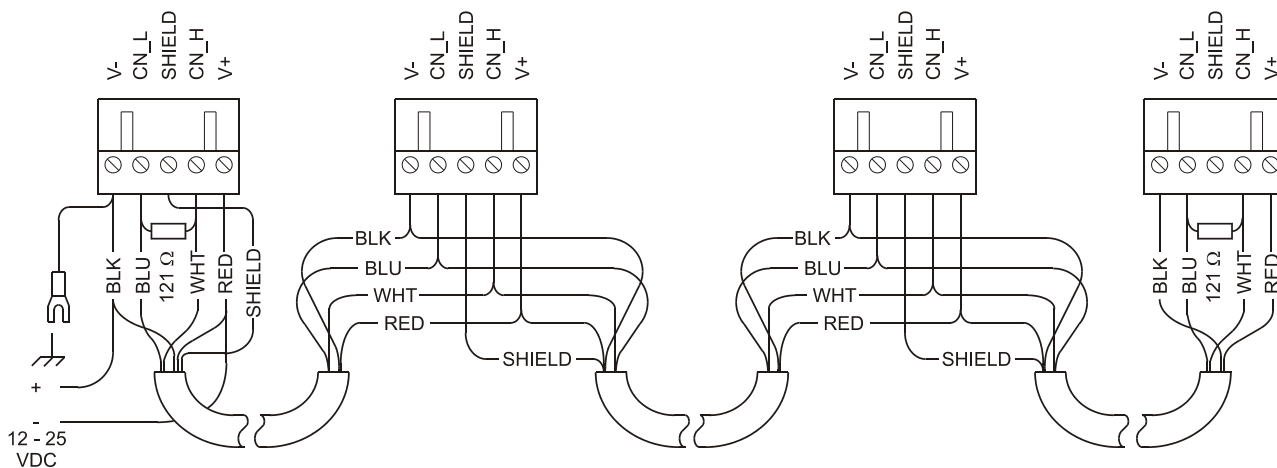 V- CN_L SHIELD CN_H V+
V- CN_L SHIELD CN_H V+
V- CN_L SHIELD CN_H V+
V- CN_L SHIELD CN_H V+
BLK BLU 121 Ω WHT RED SHIELD
+
-
12 - 25
VDC
BLK
BLU
WHT
RED
SHIELD
BLK
BLU
WHT
RED
SHIELD
BLK BLU 121 Ω WHT RED